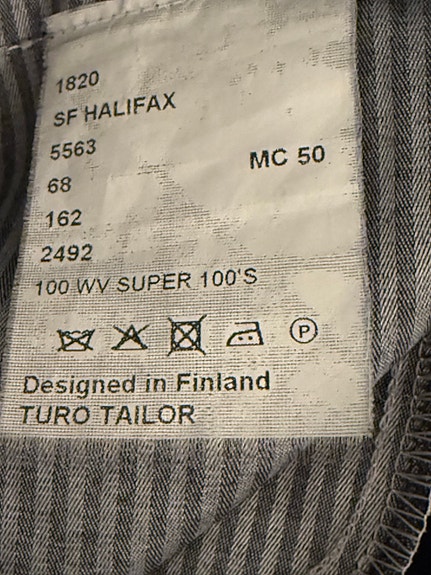 1820
SF HALIFAX
5563
MC 50
68
162
2492
100 WV SUPER 100'S
P
Designed in Finland
TURO TAILOR